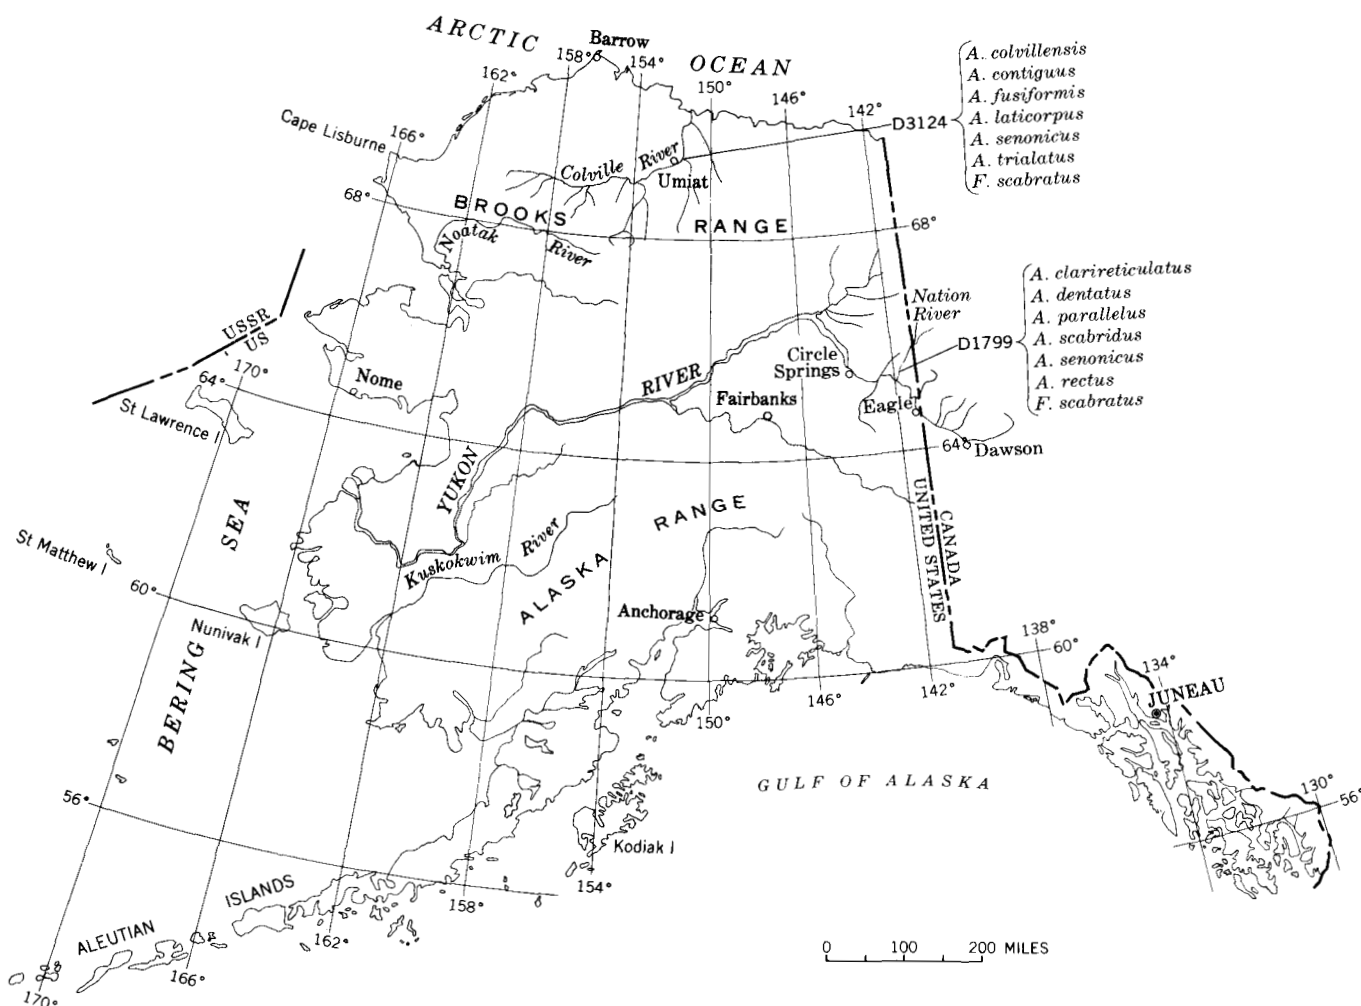 ARCTIC
OCEAN
Barrow
158°
154°
162°
150°
146°
142°
166°
Cape Lisburne
D3124
A. colvillensis
A. contiguus
A. fusiformis
A. laticorpus
A. senonicus
A. trialatus
F. scabratus
Colville River
Umiat
68°
BROOKS RANGE
68°
Noatak River
Nation
River
D1799
A. clarireticulatus
A. dentatus
A. parallelus
A. scabridus
A. senonicus
A. rectus
F. scabratus
USSR
US
170°
64°
Nome
St Lawrence I
Circle
Springs
YUKON RIVER
Fairbanks
Eagle
64°
Dawson
BERING SEA
St Matthew I
60°
Nunivak I
Kuskokwim River
ALASKA RANGE
Anchorage
UNITED STATES
CANADA
138°
60°
134°
JUNEAU
150°
146°
142°
130°
56°
56°
GULF OF ALASKA
Kodiak I
154°
158°
162°
166°
170°
ALEUTIAN ISLANDS
0 100 200 MILES